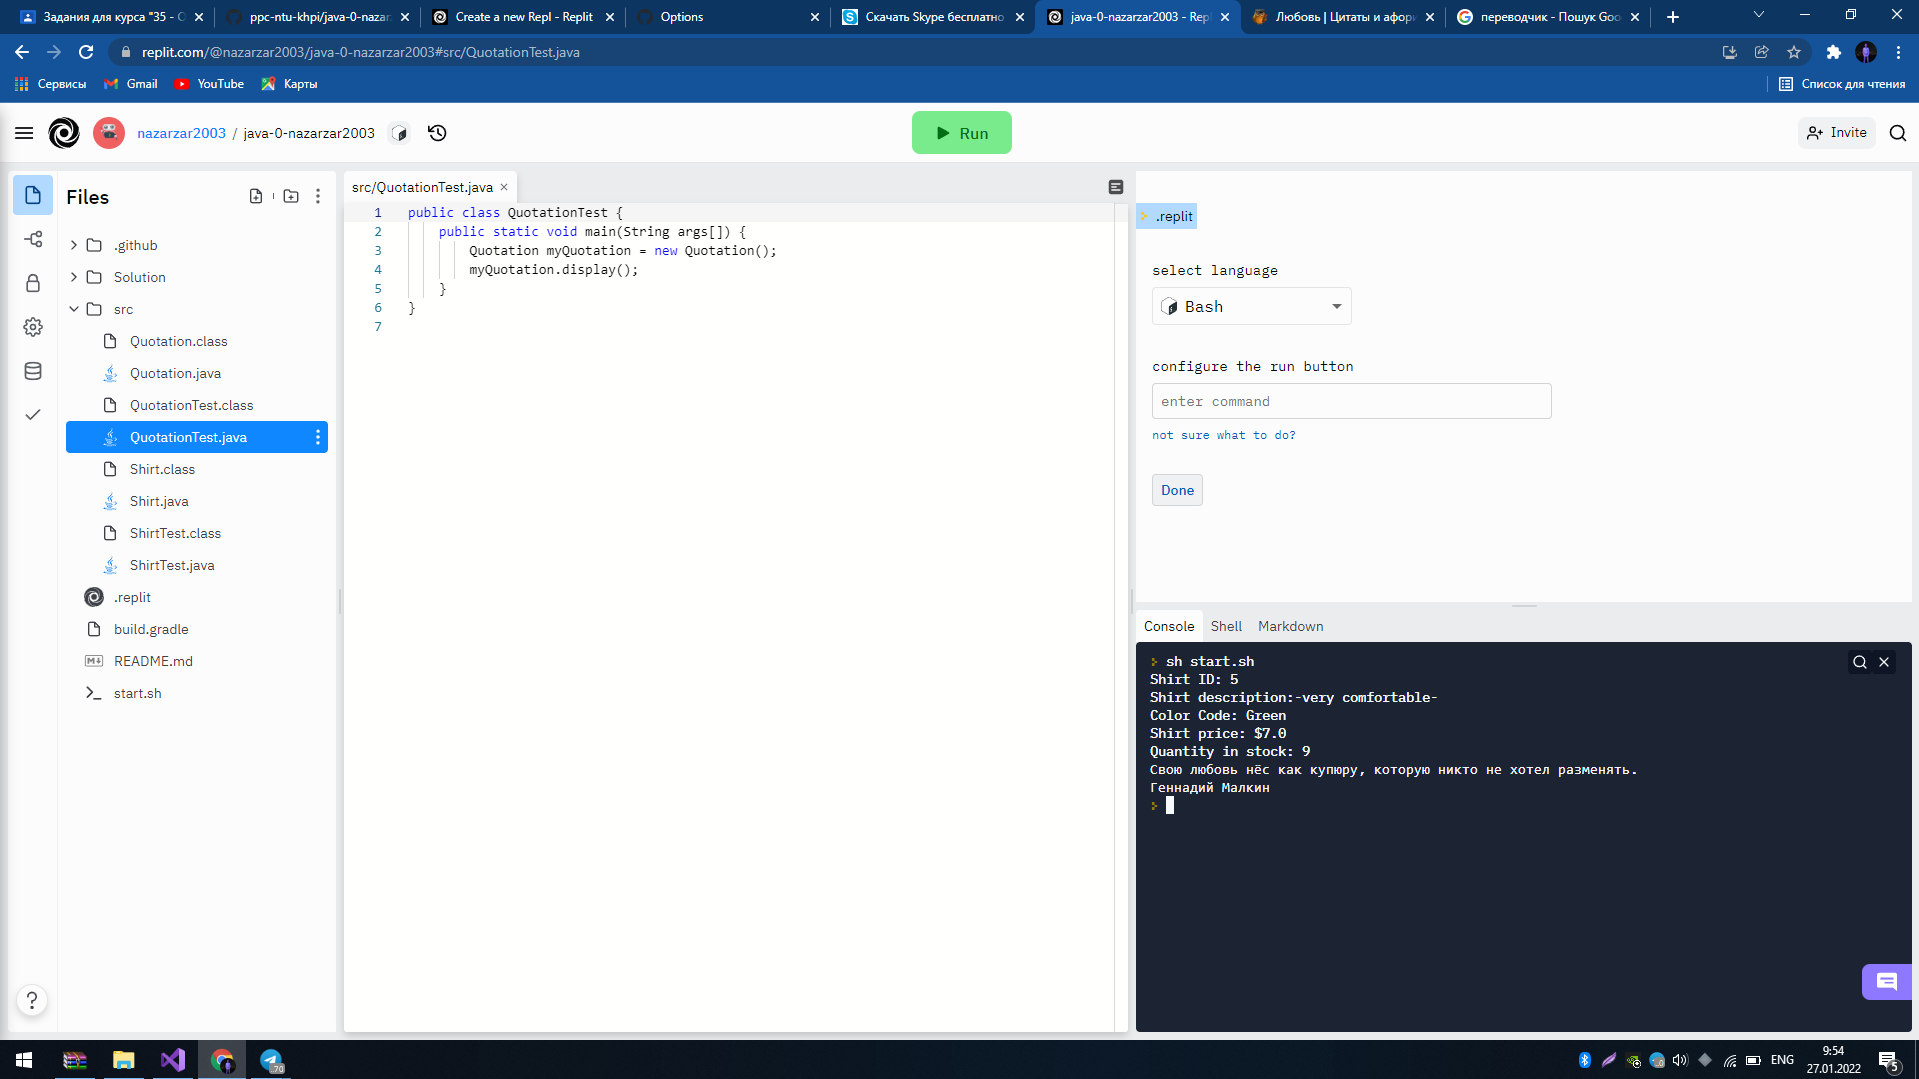 Задания для курса "35 - О
ppc-ntu-khpi/java-0-nazar
Create a new Repl - Replit
Options
Скачать Skype бесплатно
java-0-nazarzar2003 - Repl
Любовь | Цитаты и афори
переводчик - Пошук Goo
replit.com/@nazarzar2003/java-0-nazarzar2003#src/QuotationTest.java
Сервисы
Gmail
YouTube
Карты
Список для чтения
nazarzar2003 / java-0-nazarzar2003
Run
Invite
Files
.github
Solution
src
Quotation.class
Quotation.java
QuotationTest.class
QuotationTest.java
Shirt.class
Shirt.java
ShirtTest.class
ShirtTest.java
.replit
build.gradle
README.md
start.sh
src/QuotationTest.java
1 public class QuotationTest {
2 public static void main(String args[]) {
3 Quotation myQuotation = new Quotation();
4 myQuotation.display();
5 }
6 }
7
.replit
select language
Bash
configure the run button
enter command
not sure what to do?
Done
Console
Shell
Markdown
sh start.sh
Shirt ID: 5
Shirt description:-very comfortable-
Color Code: Green
Shirt price: $7.0
Quantity in stock: 9
Свою любовь нёс как купюру, которую никто не хотел разменять.
Геннадий Малкин
?
70
ENG
9:54
27.01.2022
5